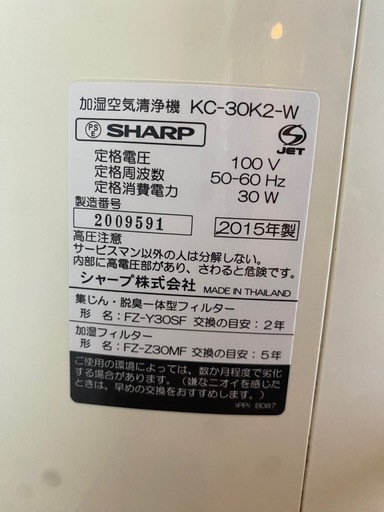 加湿空気清浄機 KC-30K2-W
PSE SHARP JET
定格電圧 100 V
定格周波数 50-60 Hz
定格消費電力 30 W
製造番号
2009591 2015年製
高圧注意
サービスマン以外の人は分解しない。
内部に高電圧部があり、さわると危険です。
シャープ株式会社 MADE IN THAILAND
集じん・脱臭一体型フィルター
形 名:FZ-Y30SF 交換の目安:2年
加湿フィルター
形 名:FZ-Z30MF 交換の目安:5年
ご使用の環境によっては、数か月程度で劣化
する場合があります。(嫌なニオイを感じた
ときは、早めの交換をおすすめします。)
>PP< B087